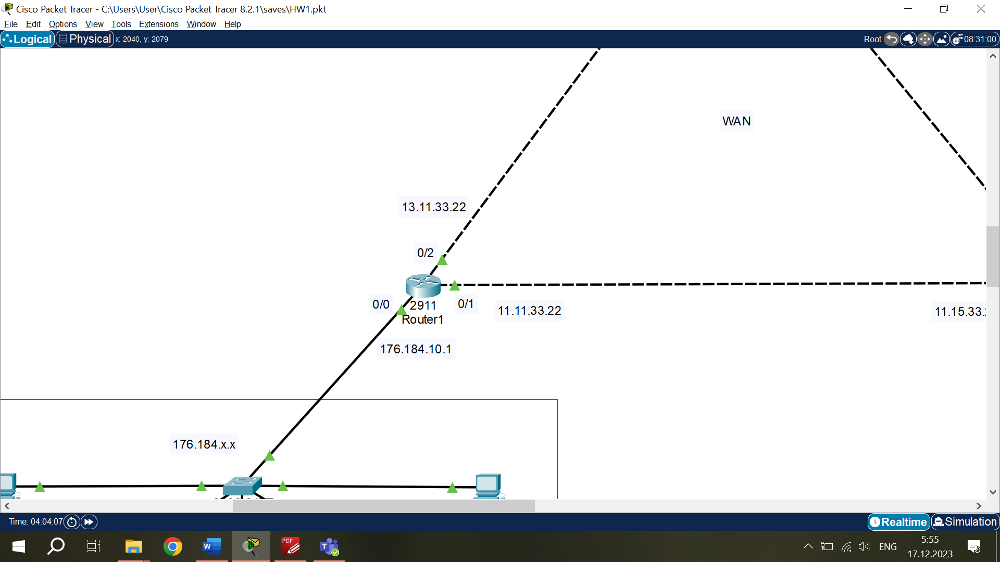 Cisco Packet Tracer - C:\Users\User\Cisco Packet Tracer 8.2.1\saves\HW1.pkt
File Edit Options View Tools Extensions Window Help
Logical Physical x: 2040, y: 2079 Root 08:31:00
WAN
13.11.33.22
0/2
0/0 2911 0/1
Router1
11.11.33.22
11.15.33.
176.184.10.1
176.184.x.x
Time: 04:04:07 Realtime Simulation
PDF
W
T
ENG
5:55
17.12.2023